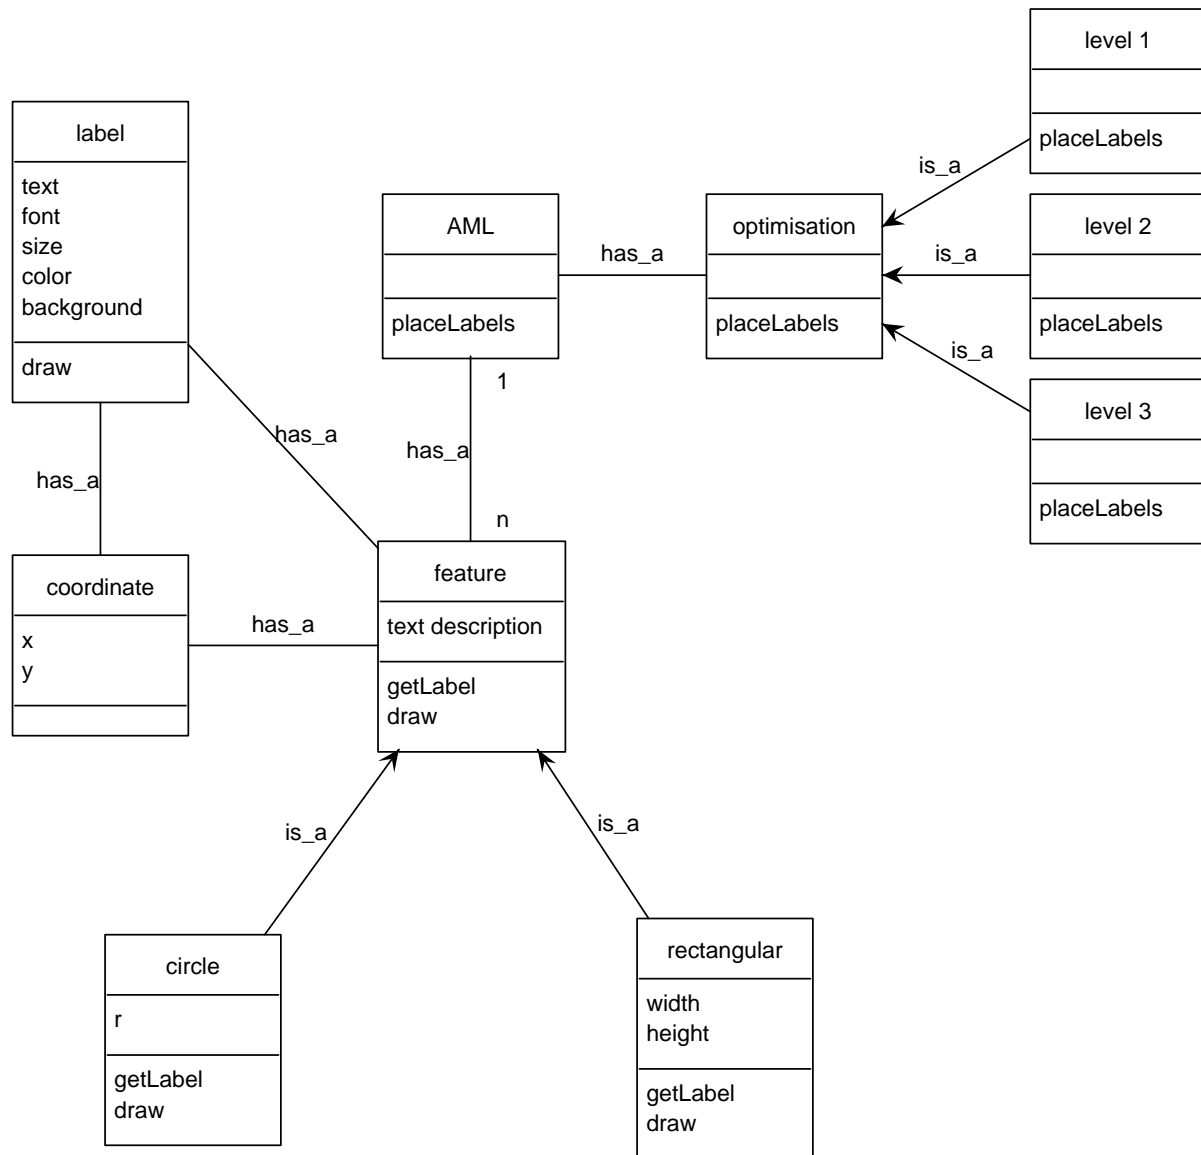 level 1
placeLabels
label
text
font
size
color
background
draw
AML
placeLabels
has_a
optimisation
placeLabels
is_a
level 2
placeLabels
is_a
level 3
placeLabels
is_a
1
has_a
n
has_a
has_a
coordinate
x
y
has_a
feature
text description
getLabel
draw
is_a
is_a
circle
r
getLabel
draw
rectangular
width
height
getLabel
draw